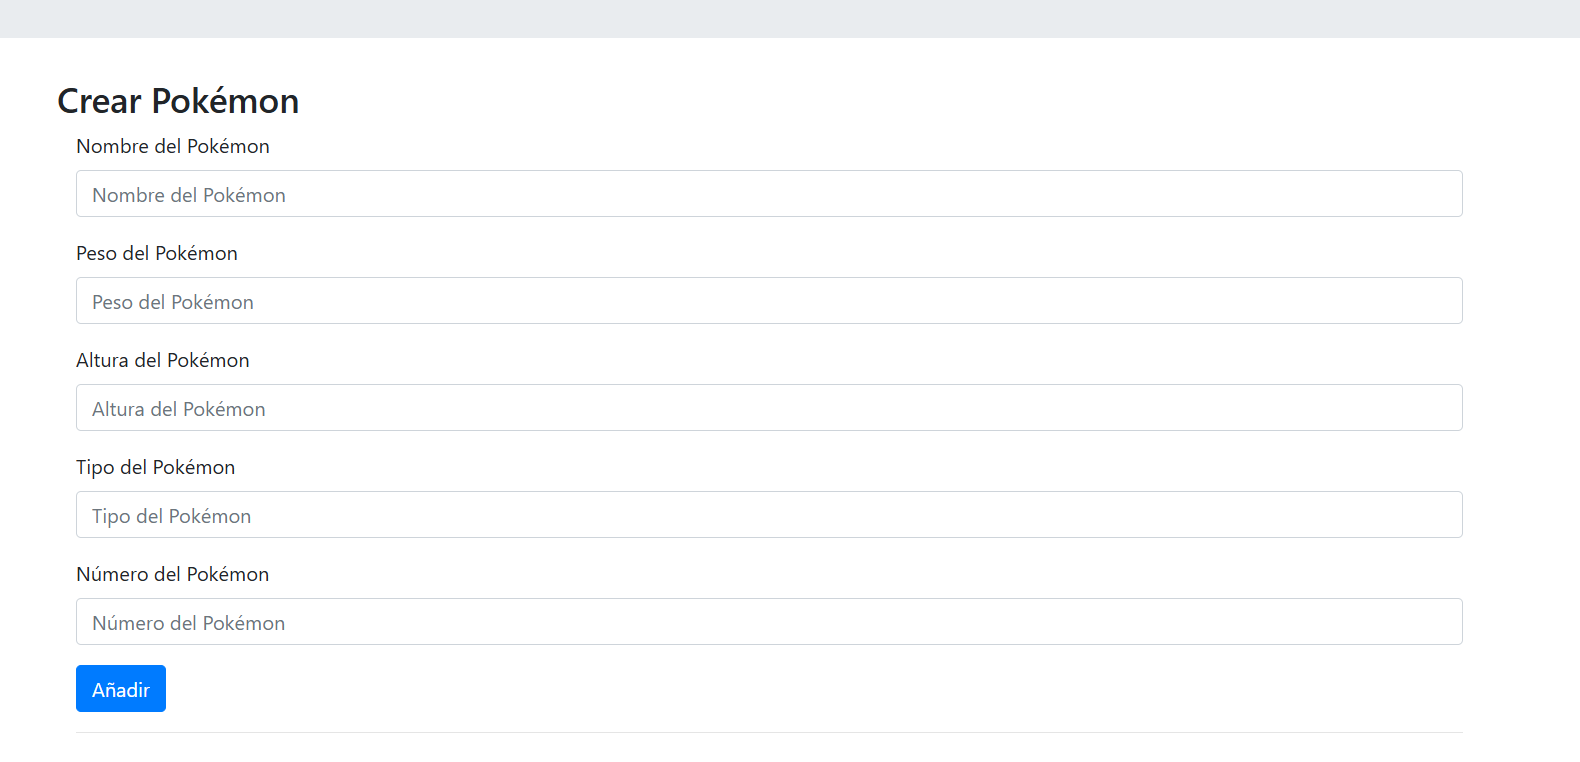 Crear Pokémon
Nombre del Pokémon
Nombre del Pokémon
Peso del Pokémon
Peso del Pokémon
Altura del Pokémon
Altura del Pokémon
Tipo del Pokémon
Tipo del Pokémon
Número del Pokémon
Número del Pokémon
Añadir